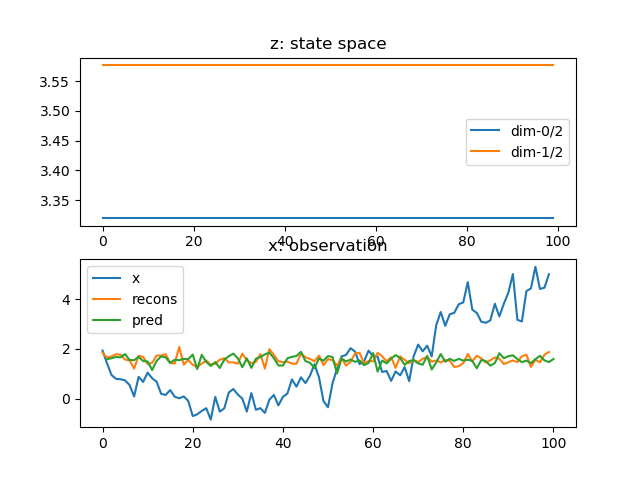 z: state space
3.55
3.50
3.45
3.40
3.35
dim-0/2
dim-1/2
0 20 40 60 80 100
x: observation
4
2
0
x
recons
pred
0 20 40 60 80 100